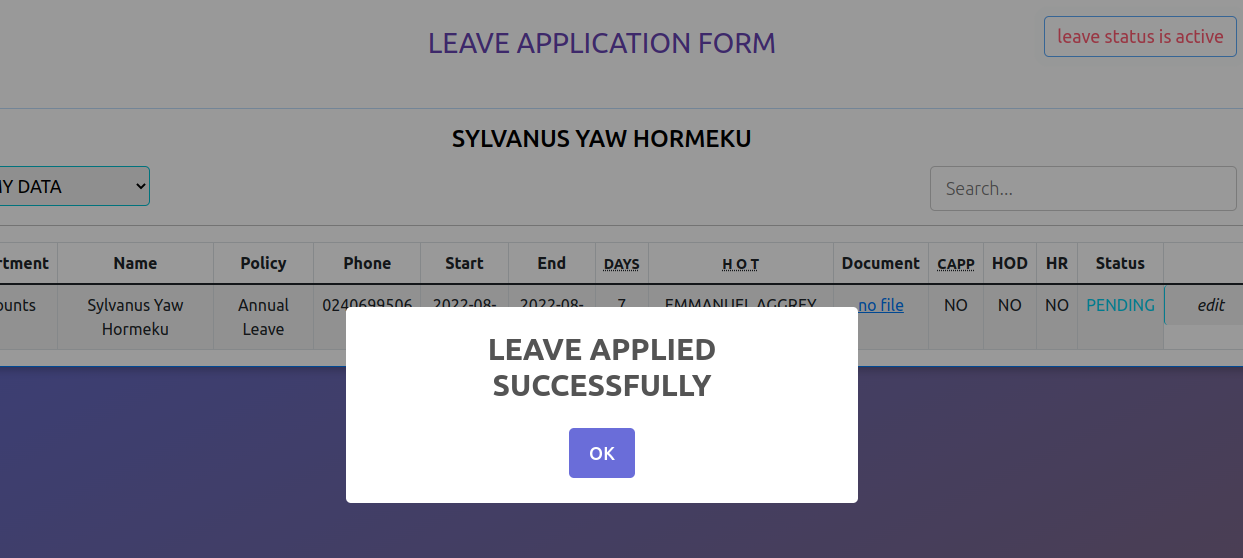 LEAVE APPLICATION FORM
leave status is active
SYLVANUS YAW HORMEKU
MY DATA
Search...
rtment Name Policy Phone Start End DAYS H O T Document CAPP HOD HR Status
ounts Sylvanus Yaw Annual 0240699506 2022-08- 2022-08- 7 EMMANUEL AGGREY no file NO NO NO PENDING edit
Hormeku Leave
LEAVE APPLIED
SUCCESSFULLY
OK